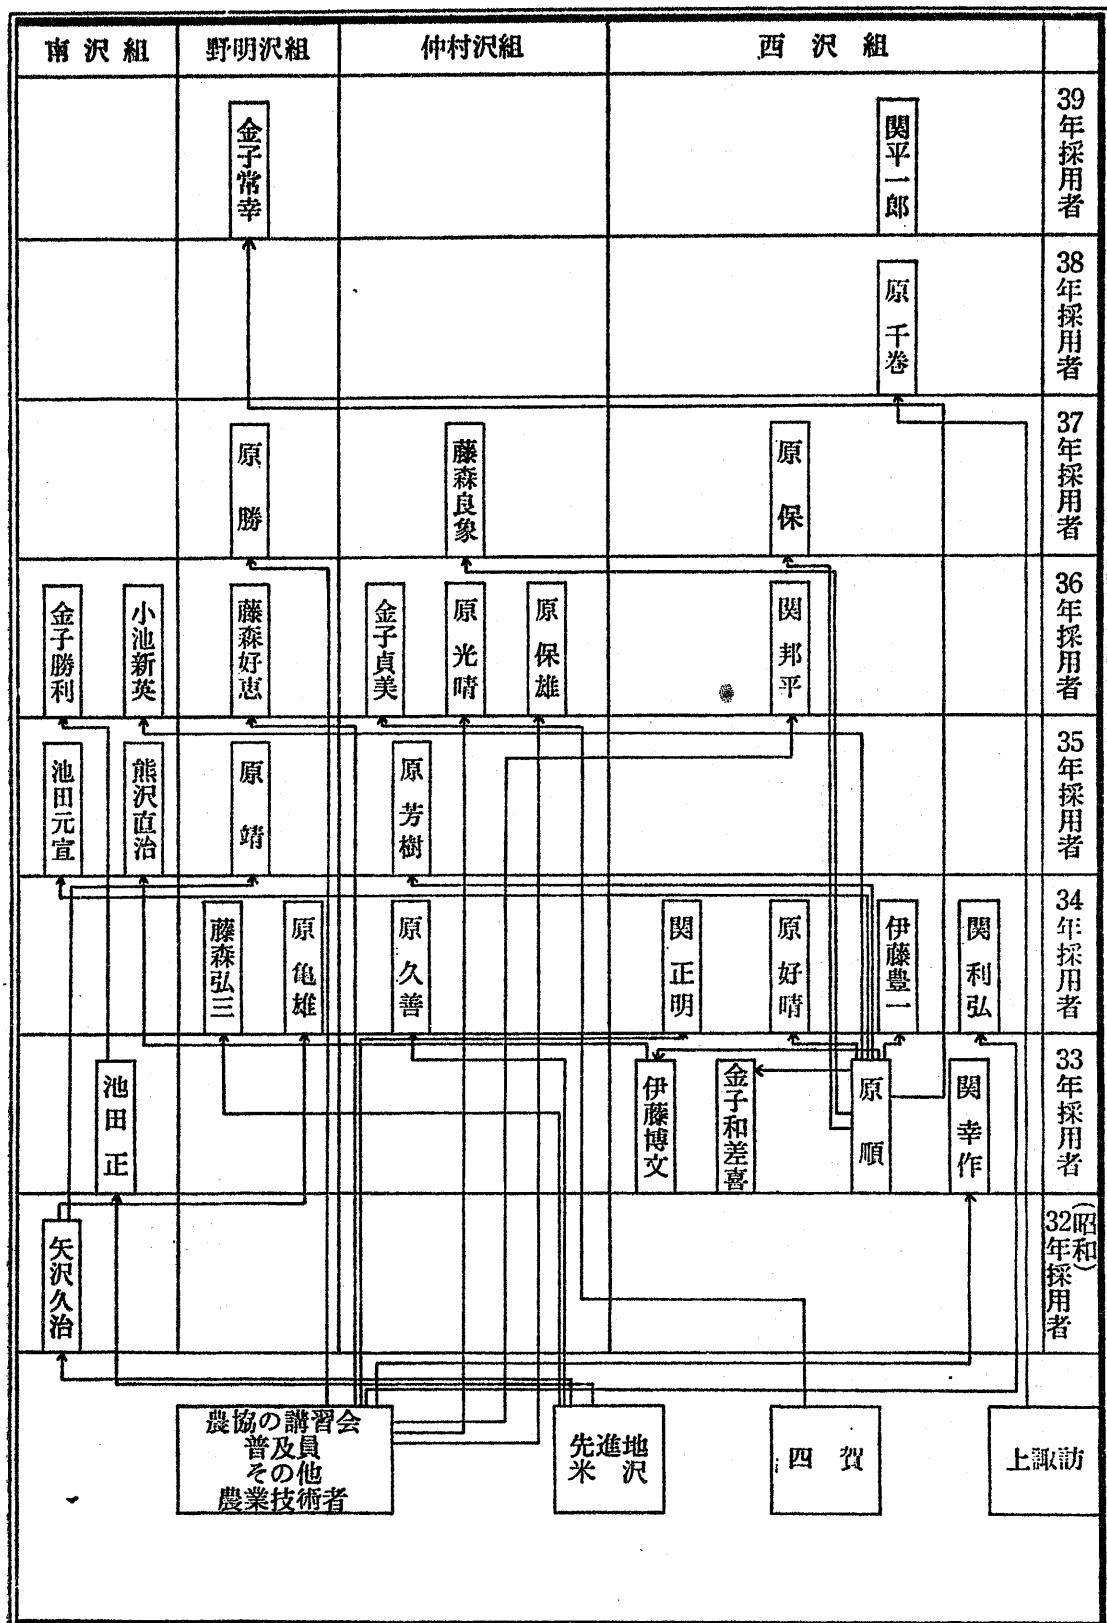 南沢組
野明沢組
仲村沢組
西沢組
39年採用者
金子常幸
関平一郎
38年採用者
原千巻
37年採用者
原勝
藤森良象
原保
36年採用者
金子勝利
小池新英
藤森好恵
金子貞美
原光晴
原保雄
関邦平
35年採用者
池田元宣
熊沢直治
原靖
原芳樹
34年採用者
藤森弘三
原亀雄
原久善
関正明
原好晴
伊藤豊一
関利弘
33年採用者
池田正
伊藤博文
金子和差喜
原順
関幸作
(昭和)
32年採用者
矢沢久治
農協の講習会
普及員
その他
農業技術者
先進地
米沢
四賀
上諏訪